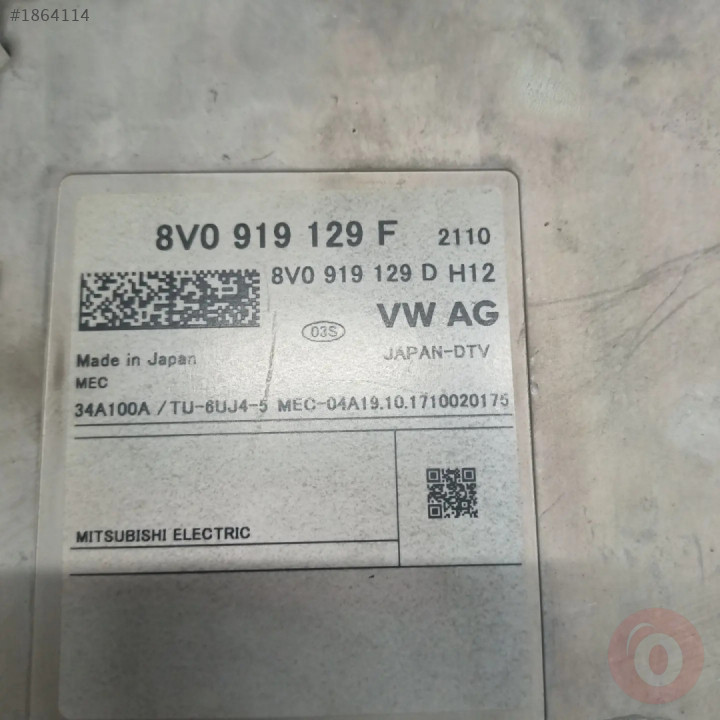 #1864114
8V0 919 129 F 2110
8V0 919 129 D H12
03S VW AG
Made in Japan JAPAN-DTV
MEC
34A100A / TU-6UJ4-5 MEC-04A19.10.1710020175
MITSUBISHI ELECTRIC